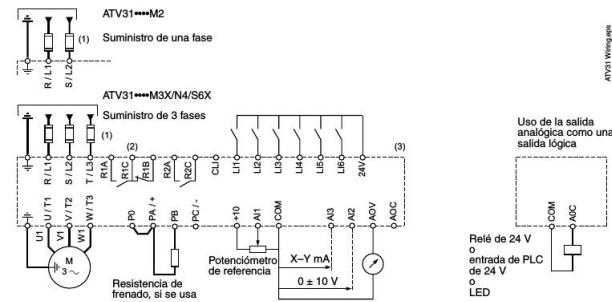 ATV31••••M2
(1) Suministro de una fase
R / L1
S / L2
ATV31••••M3X/N4/S6X
Suministro de 3 fases
(1)
(2)
(3)
R / L1
S / L2
T / L3
R1A
R1C
R1B
R2A
R2C
CLI
LI1
LI2
LI3
LI4
LI5
LI6
24V
U / T1
V / T2
W / T3
P0
PA / +
PB
PC / -
+10
AI1
COM
AI3
AI2
AOV
AOC
U1
V1
W1
M
3 ~
Resistencia de
frenado, si se usa
Potenciómetro
de referencia
X–Y mA
0 ± 10 V
ATV31 Wiring.eps
Uso de la salida
analógica como una
salida lógica
COM
A0C
Relé de 24 V
o
entrada de PLC
de 24 V
o
LED